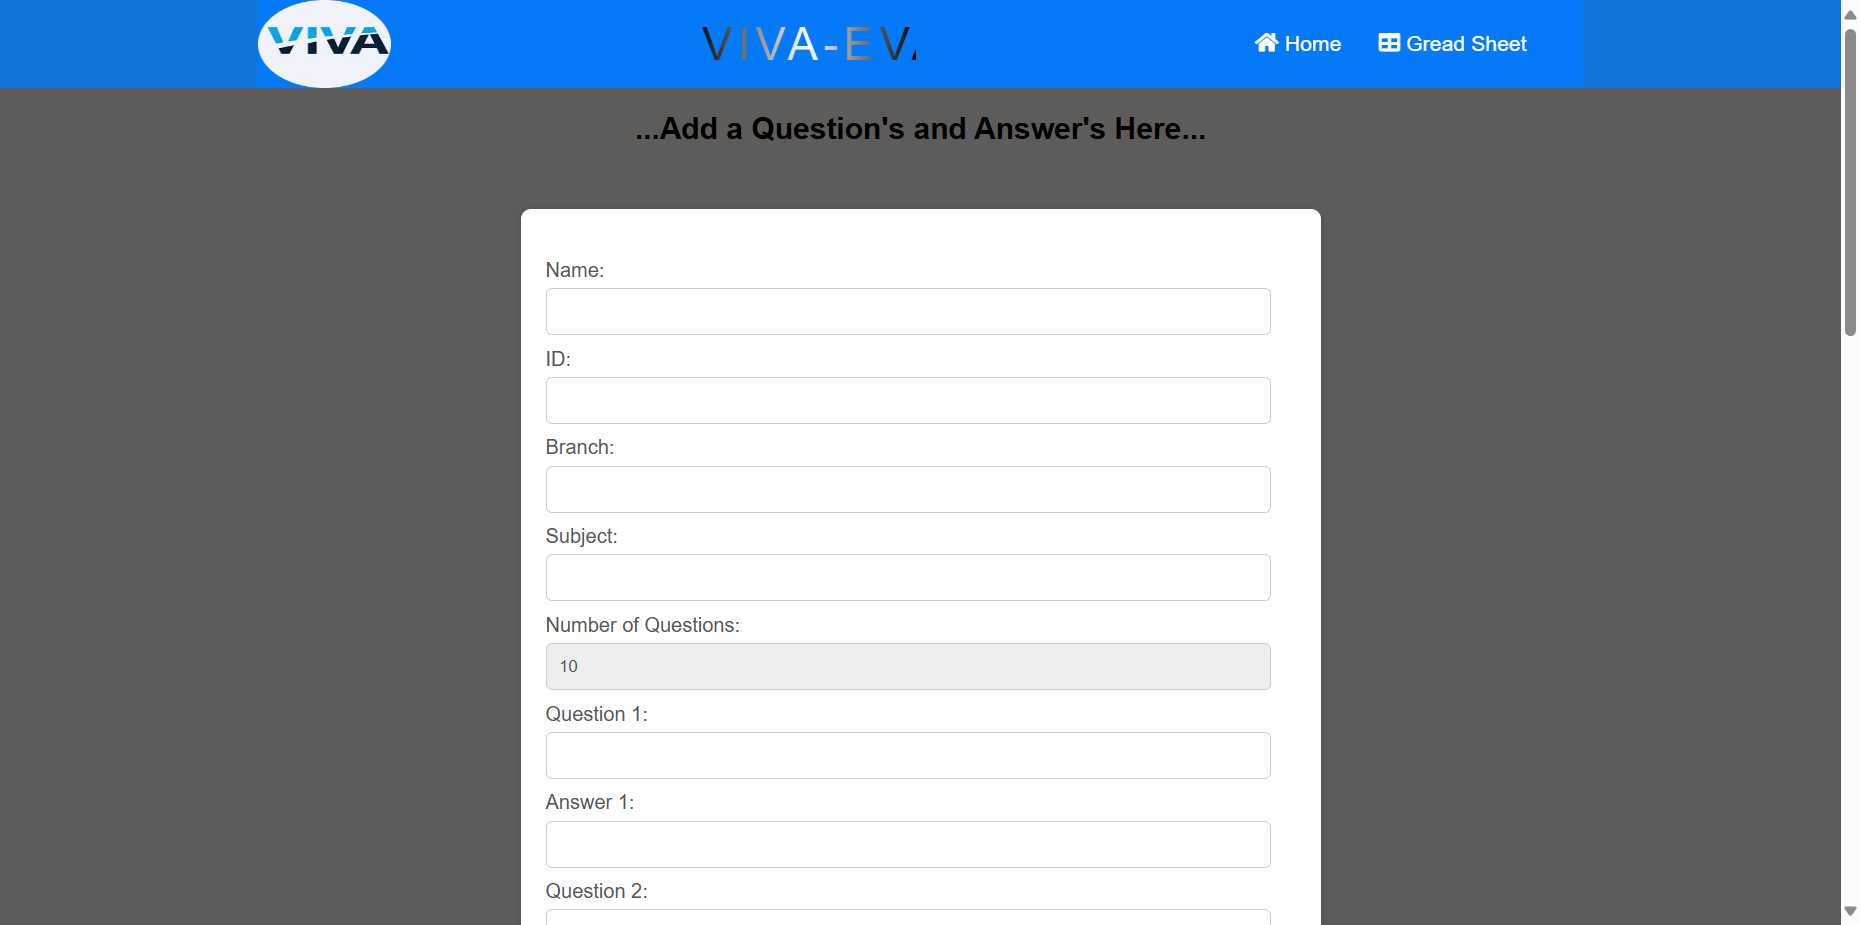 VIVA
VIVA-EV
Home
Gread Sheet
...Add a Question's and Answer's Here...
Name:
ID:
Branch:
Subject:
Number of Questions:
10
Question 1:
Answer 1:
Question 2: